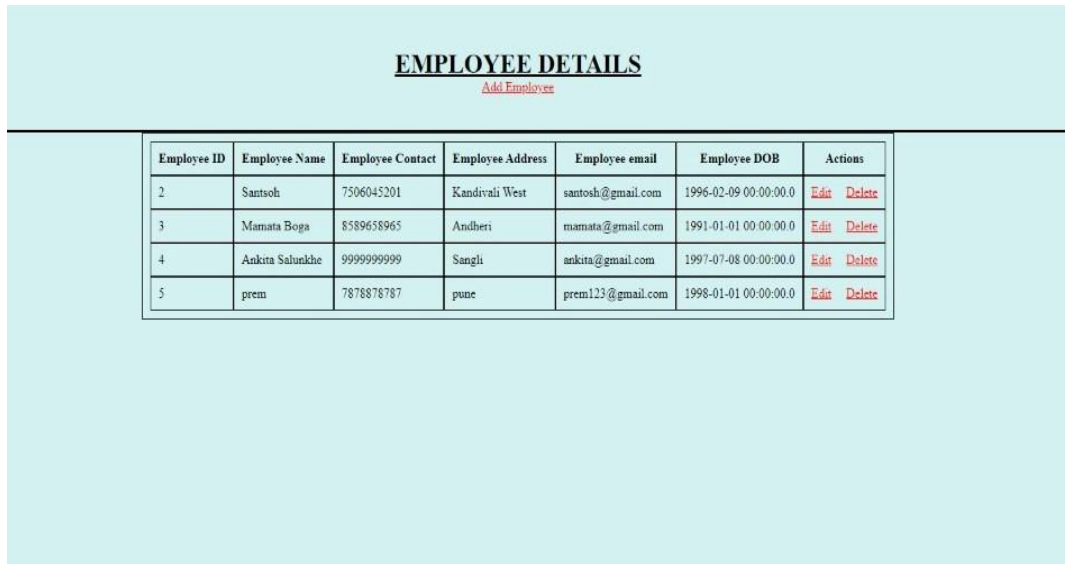 EMPLOYEE DETAILS
Add Employee
Employee ID Employee Name Employee Contact Employee Address Employee email Employee DOB Actions
2 Santsoh 7506045201 Kandivali West santosh@gmail.com 1996-02-09 00:00:00.0 Edit Delete
3 Mamata Boga 8589658965 Andheri mamata@gmail.com 1991-01-01 00:00:00.0 Edit Delete
4 Ankita Salunkhe 9999999999 Sangli ankita@gmail.com 1997-07-08 00:00:00.0 Edit Delete
5 prem 7878878787 pune prem123@gmail.com 1998-01-01 00:00:00.0 Edit Delete